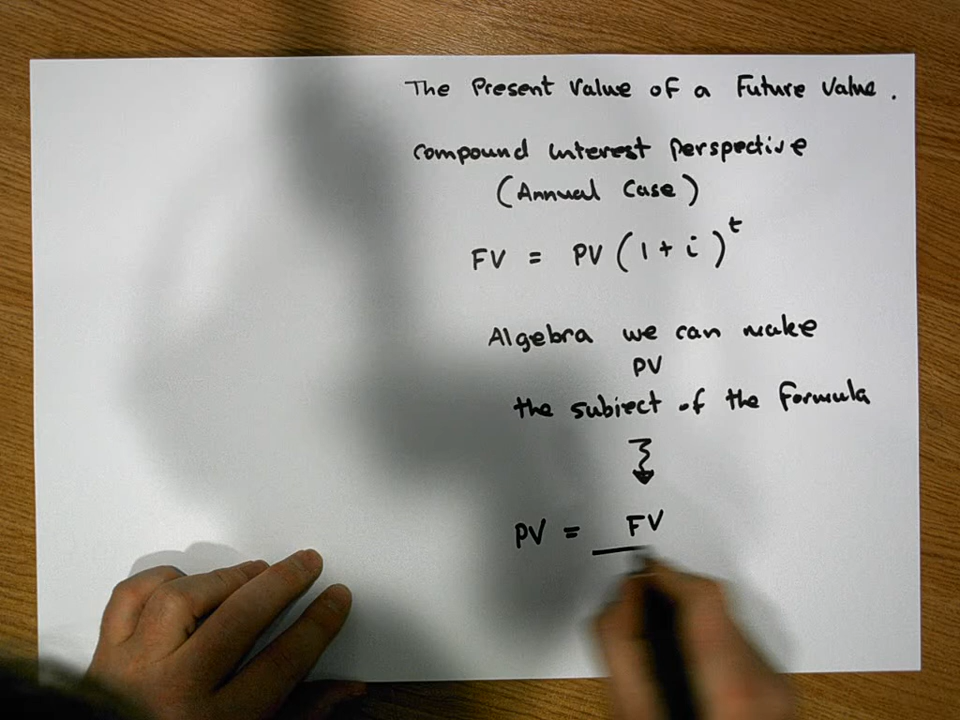 The Present Value of a Future Value.
Compound Interest Perspective
(Annual Case)
FV = PV(1+i)^t
Algebra we can make
PV
the subject of the formula
PV = FV